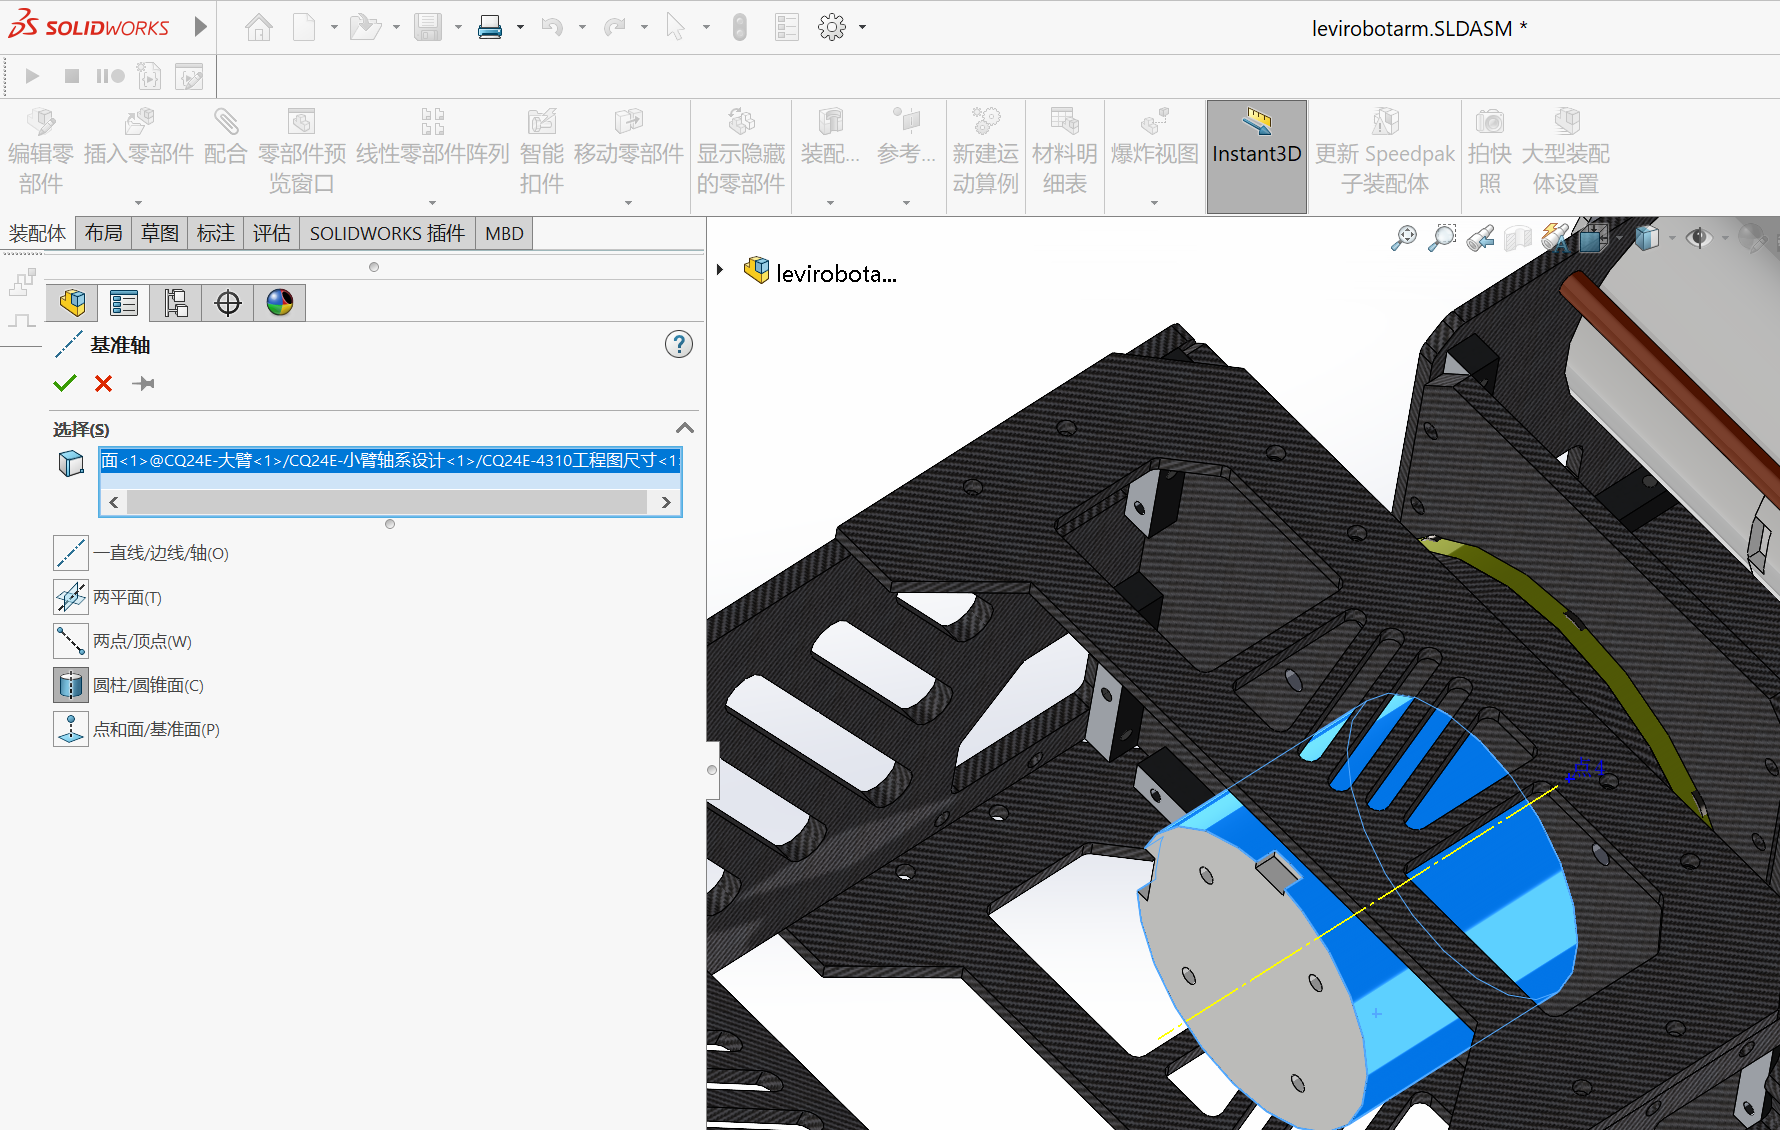 SOLIDWORKS
levirobotarm.SLDASM *
编辑零部件
插入零部件
配合
零部件预览窗口
线性零部件阵列
智能扣件
移动零部件
显示隐藏的零部件
装配...
参考...
新建运动算例
材料明细表
爆炸视图
Instant3D
更新 Speedpak 子装配体
拍快照
大型装配体设置
装配体
布局
草图
标注
评估
SOLIDWORKS 插件
MBD
levirobota...
基准轴
?
选择(S)
面<1>@CQ24E-大臂<1>/CQ24E-小臂轴系设计<1>/CQ24E-4310工程图尺寸<1>
一直线/边线/轴(O)
两平面(T)
两点/顶点(W)
圆柱/圆锥面(C)
点和面/基准面(P)